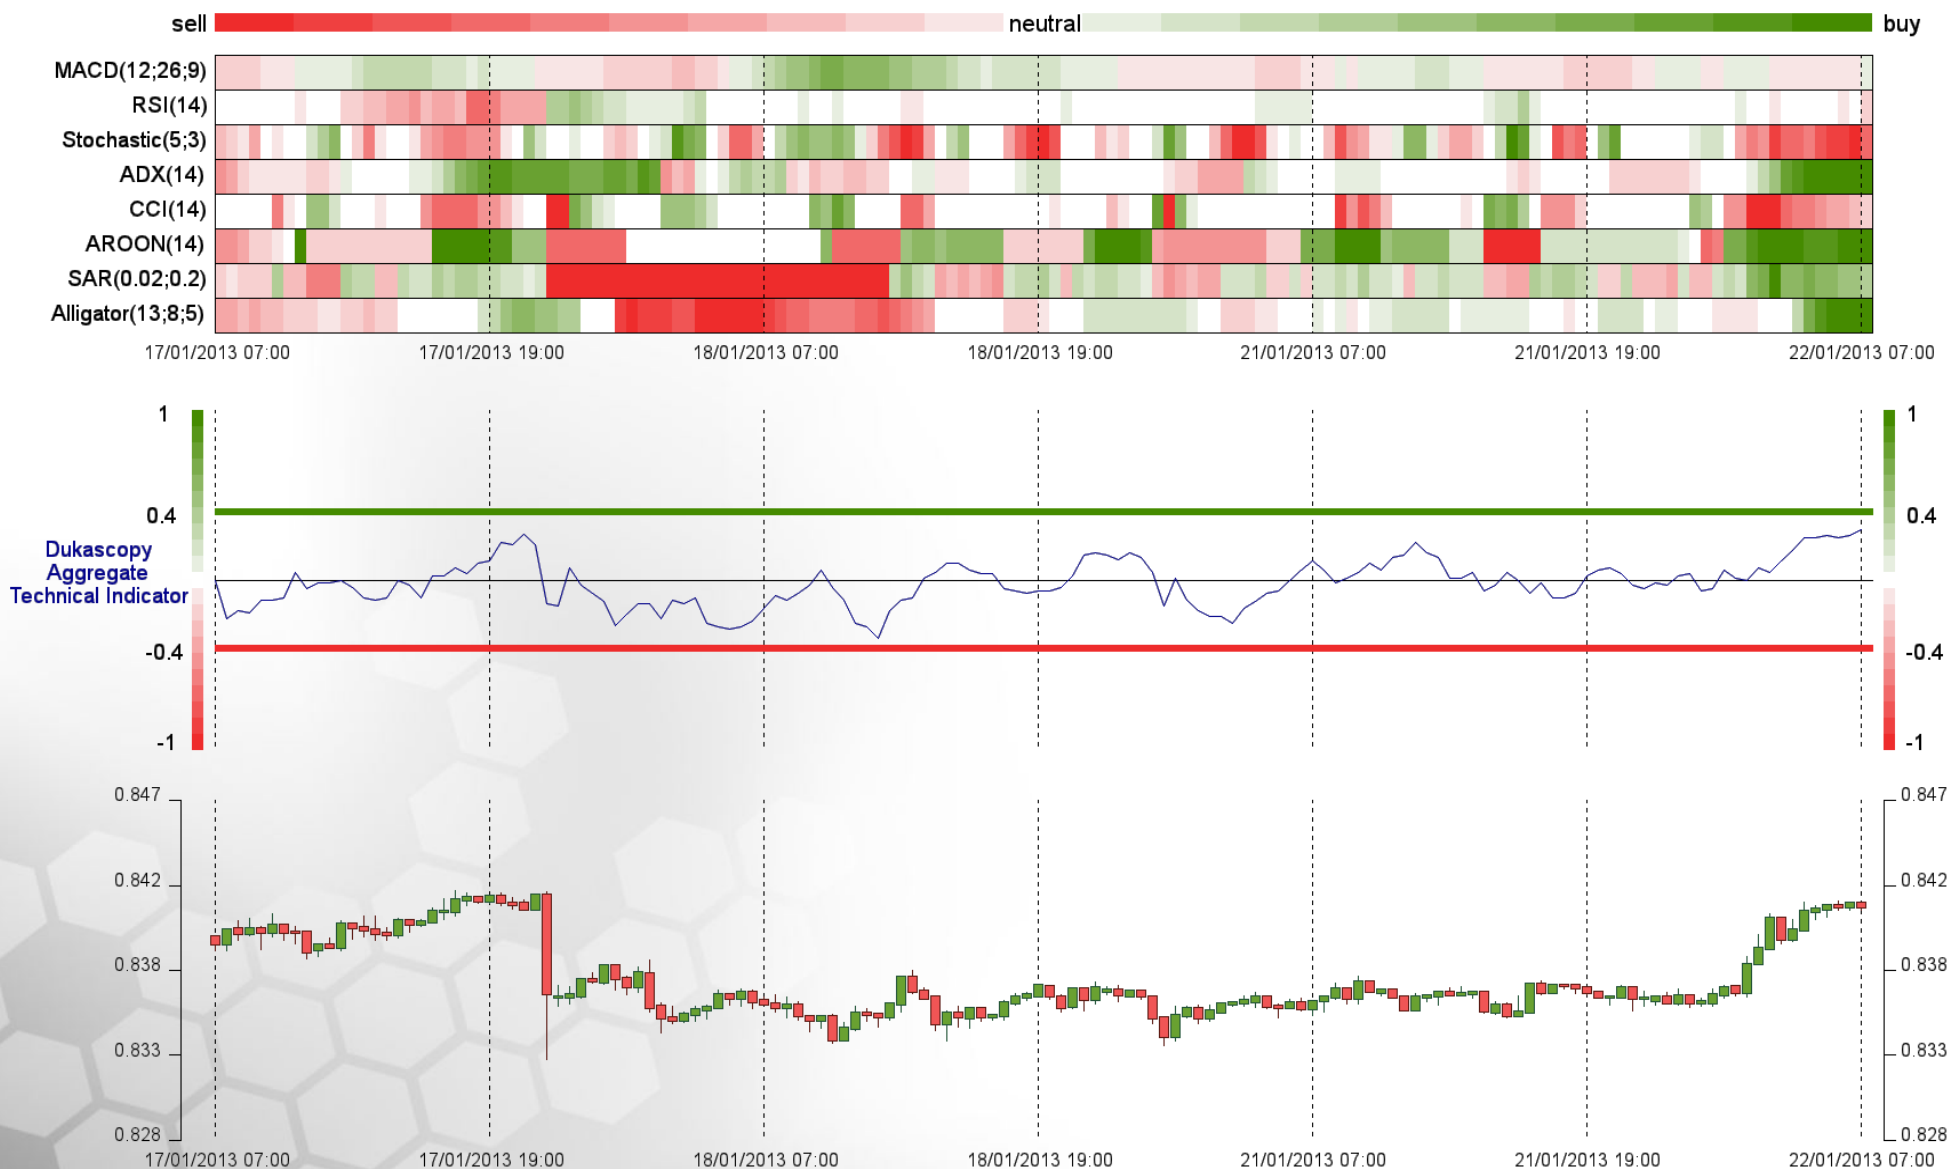 sell neutral buy
MACD(12;26;9)
RSI(14)
Stochastic(5;3)
ADX(14)
CCI(14)
AROON(14)
SAR(0.02;0.2)
Alligator(13;8;5)
17/01/2013 07:00 17/01/2013 19:00 18/01/2013 07:00 18/01/2013 19:00 21/01/2013 07:00 21/01/2013 19:00 22/01/2013 07:00
1 1
0.4 0.4
Dukascopy
Aggregate
Technical Indicator
-0.4 -0.4
-1 -1
0.847 0.847
0.842 0.842
0.838 0.838
0.833 0.833
0.828 0.828
17/01/2013 07:00 17/01/2013 19:00 18/01/2013 07:00 18/01/2013 19:00 21/01/2013 07:00 21/01/2013 19:00 22/01/2013 07:00